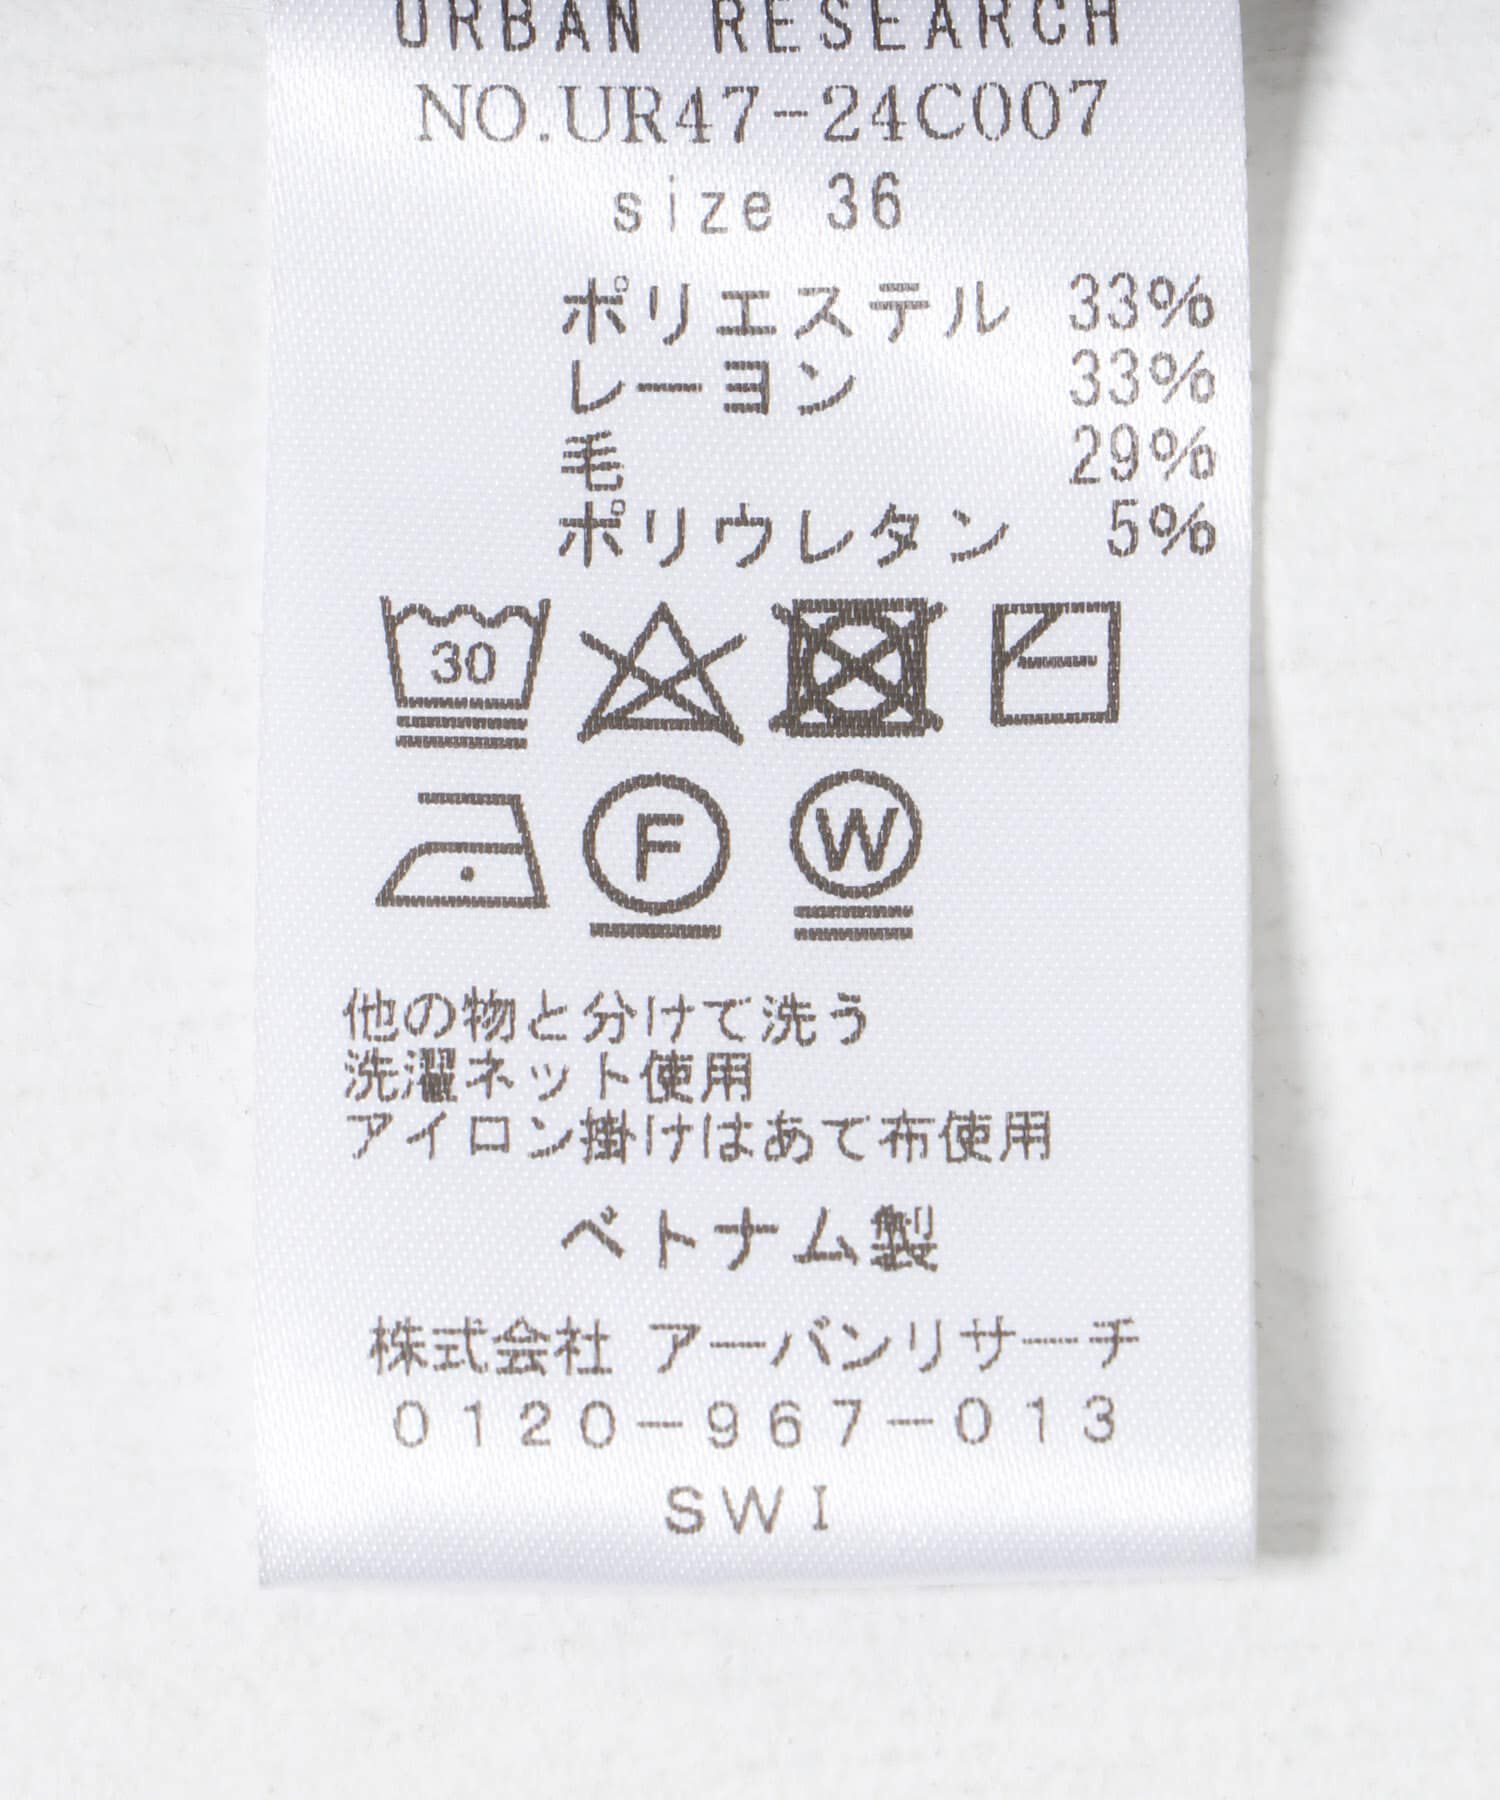 URBAN RESEARCH
NO.UR47-24C007
size 36
ポリエステル 33%
レーヨン 33%
毛 29%
ポリウレタン 5%
30
F W
他の物と分けて洗う
洗濯ネット使用
アイロン掛けはあて布使用
ベトナム製
株式会社 アーバンリサーチ
0120-967-013
SWI